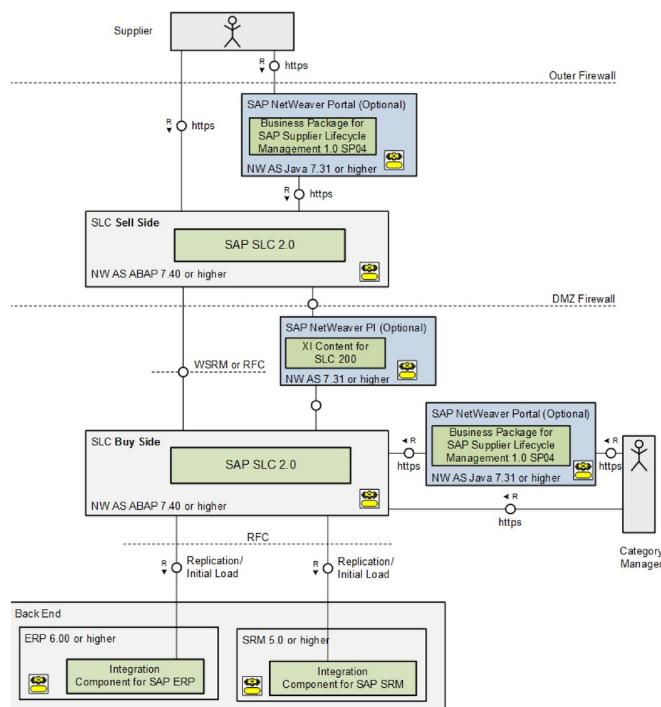 Supplier
R
https
Outer Firewall
SAP NetWeaver Portal (Optional)
Business Package for
SAP Supplier Lifecycle
Management 1.0 SP04
NW AS Java 7.31 or higher
R
https
R
https
SLC Sell Side
SAP SLC 2.0
NW AS ABAP 7.40 or higher
DMZ Firewall
SAP NetWeaver PI (Optional)
XI Content for
SLC 200
NW AS 7.31 or higher
WSRM or RFC
SLC Buy Side
SAP SLC 2.0
NW AS ABAP 7.40 or higher
R
https
SAP NetWeaver Portal (Optional)
Business Package for
SAP Supplier Lifecycle
Management 1.0 SP04
NW AS Java 7.31 or higher
R
https
R
https
Category
Manager
RFC
R
Replication/
Initial Load
R
Replication/
Initial Load
Back End
ERP 6.00 or higher
Integration
Component for SAP ERP
SRM 5.0 or higher
Integration
Component for SAP SRM